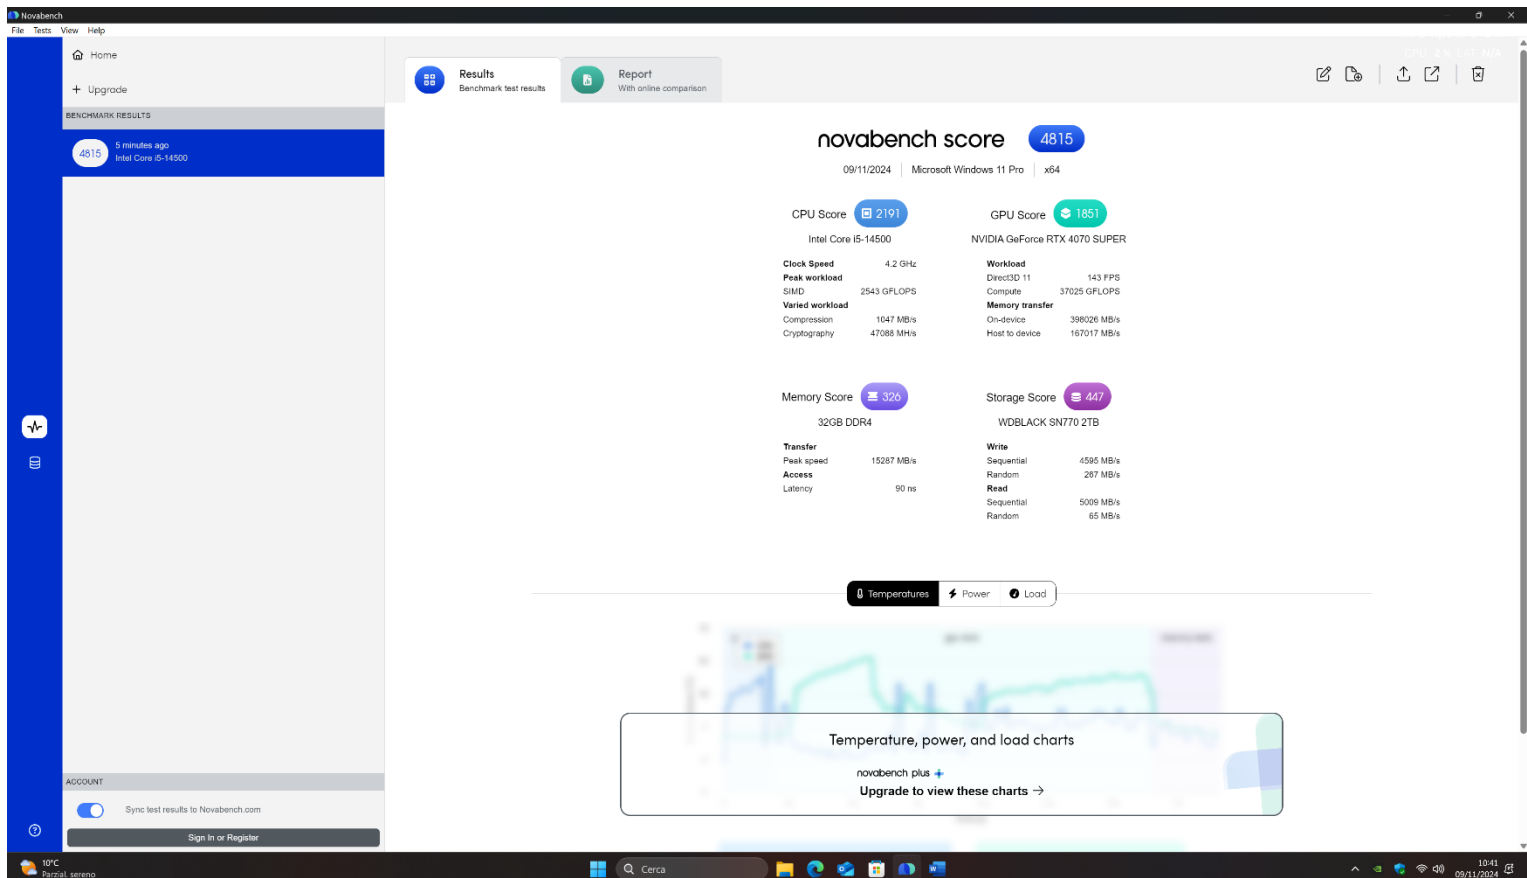 Novabench
File Tests View Help
Home
Upgrade
BENCHMARK RESULTS
4815
5 minutes ago
Intel Core i5-14500
Results
Benchmark test results
Report
With online comparison
novabench score 4815
09/11/2024 Microsoft Windows 11 Pro x64
CPU Score 2191
Intel Core i5-14500
Clock Speed 4.2 GHz
Peak workload
SIMD 2543 GFLOPS
Varied workload
Compression 1047 MB/s
Cryptography 47088 MH/s
GPU Score 1851
NVIDIA GeForce RTX 4070 SUPER
Workload
Direct3D 11 143 FPS
Compute 37025 GFLOPS
Memory transfer
On-device 398026 MB/s
Host to device 167017 MB/s
Memory Score 326
32GB DDR4
Transfer
Peak speed 15287 MB/s
Access
Latency 90 ns
Storage Score 447
WDBLACK SN770 2TB
Write
Sequential 4595 MB/s
Random 267 MB/s
Read
Sequential 5009 MB/s
Random 65 MB/s
Temperatures Power Load
Temperature, power, and load charts
novabench plus
Upgrade to view these charts →
ACCOUNT
Sync test results to Novabench.com
Sign In or Register
10°C
Parzial. sereno
Cerca
10:41
09/11/2024